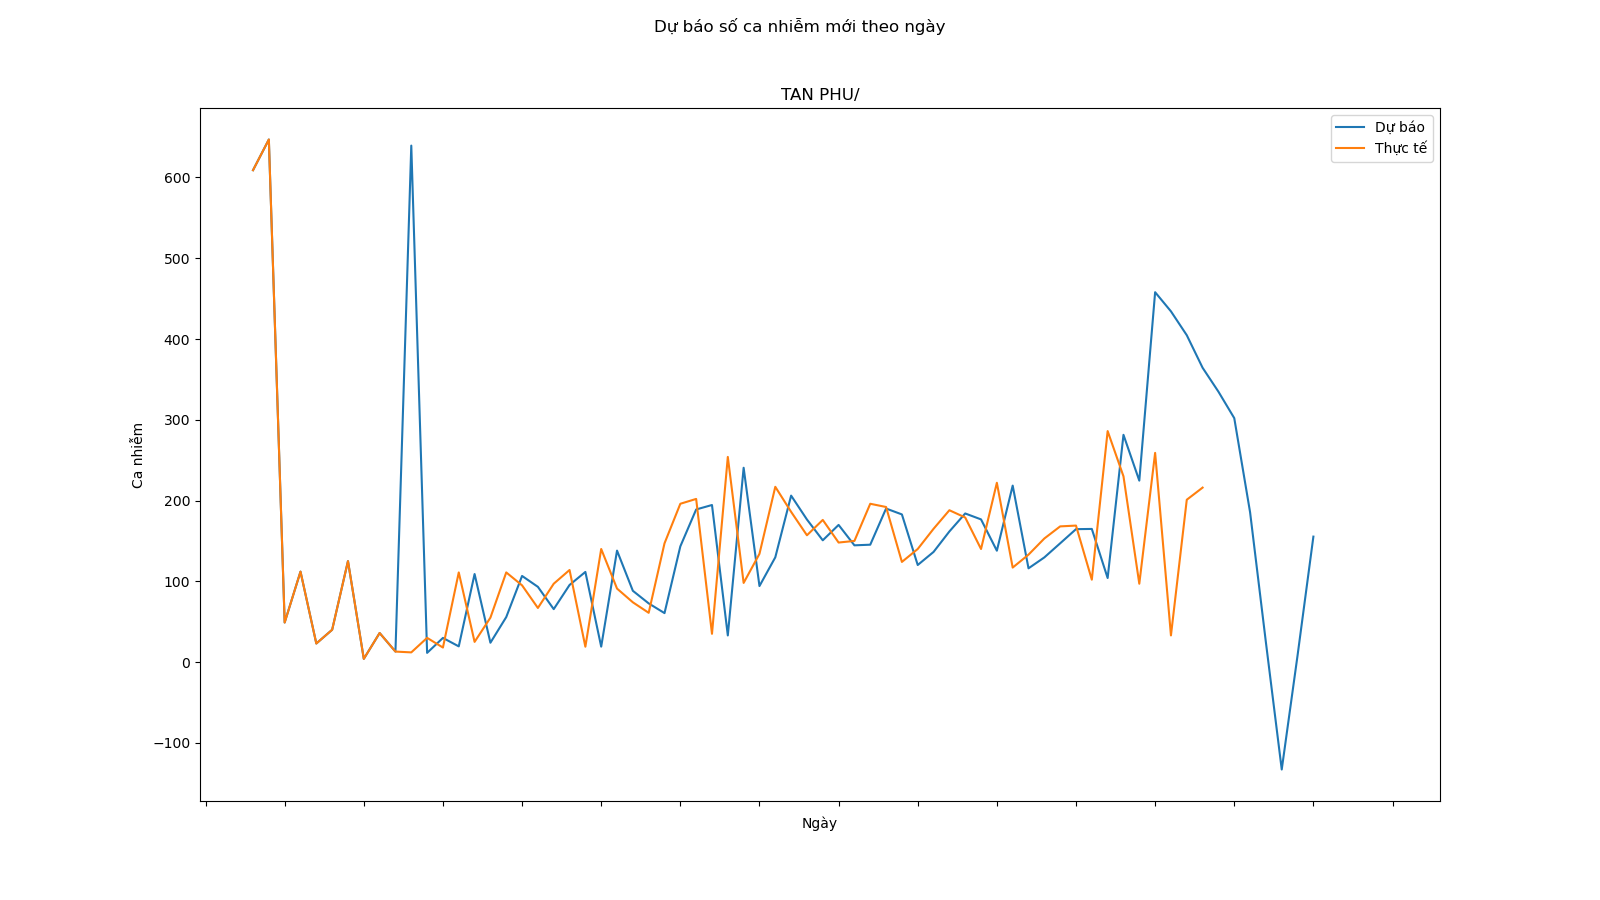 Dự báo số ca nhiễm mới theo ngày
TAN PHU/
Dự báo
Thực tế
600
500
400
300
200
100
0
−100
Ca nhiễm
Ngày